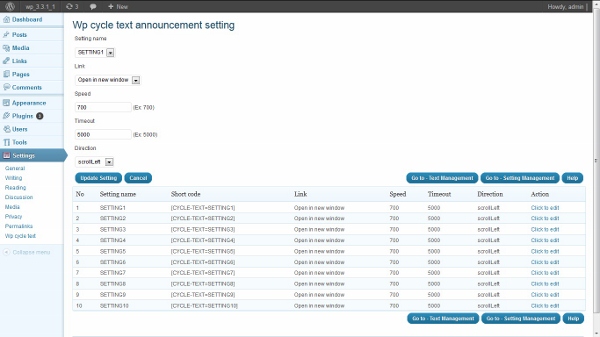 wp_3.3.1_1 3 + New Howdy, admin
Dashboard
Posts
Media
Links
Pages
Comments
Appearance
Plugins
Users
Tools
Settings
General
Writing
Reading
Discussion
Media
Privacy
Permalinks
Wp cycle text
Collapse menu
Wp cycle text announcement setting
Setting name
SETTING1
Link
Open in new window
Speed
700 (Ex: 700)
Timeout
5000 (Ex: 5000)
Direction
scrollLeft
Update Setting Cancel Go to - Text Management Go to - Setting Management Help
No Setting name Short code Link Speed Timeout Direction Action
1 SETTING1 [CYCLE-TEXT=SETTING1] Open in new window 700 5000 scrollLeft Click to edit
2 SETTING2 [CYCLE-TEXT=SETTING2] Open in new window 700 5000 scrollLeft Click to edit
3 SETTING3 [CYCLE-TEXT=SETTING3] Open in new window 700 5000 scrollLeft Click to edit
4 SETTING4 [CYCLE-TEXT=SETTING4] Open in new window 700 5000 scrollLeft Click to edit
5 SETTING5 [CYCLE-TEXT=SETTING5] Open in new window 700 5000 scrollLeft Click to edit
6 SETTING6 [CYCLE-TEXT=SETTING6] Open in new window 700 5000 scrollLeft Click to edit
7 SETTING7 [CYCLE-TEXT=SETTING7] Open in new window 700 5000 scrollLeft Click to edit
8 SETTING8 [CYCLE-TEXT=SETTING8] Open in new window 700 5000 scrollLeft Click to edit
9 SETTING9 [CYCLE-TEXT=SETTING9] Open in new window 700 5000 scrollLeft Click to edit
10 SETTING10 [CYCLE-TEXT=SETTING10] Open in new window 700 5000 scrollLeft Click to edit
Go to - Text Management Go to - Setting Management Help